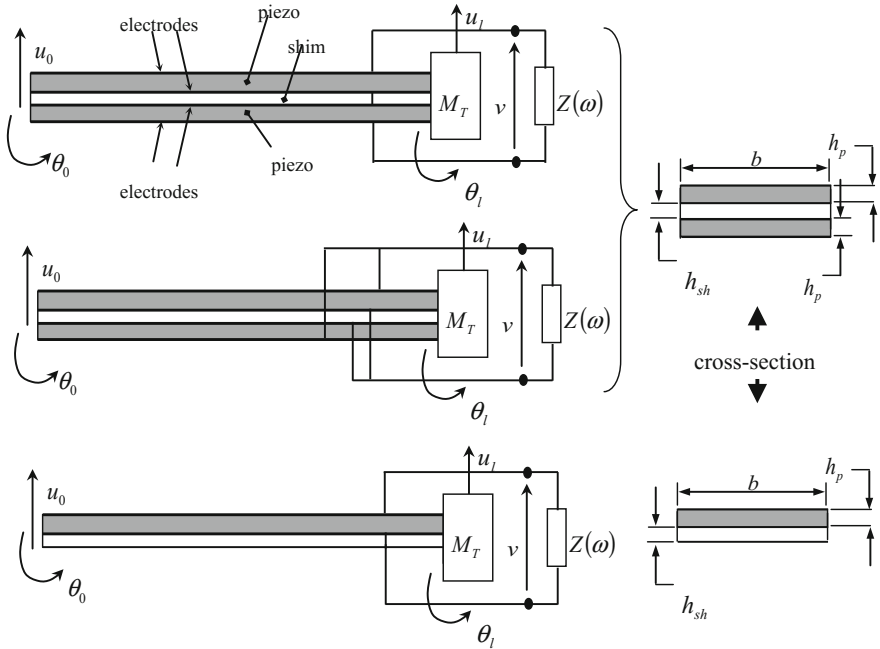 piezo
electrodes
shim
u_l
u_0
M_T
v
Z(ω)
θ_0
piezo
electrodes
θ_l
b
h_p
h_sh
h_p
u_l
u_0
M_T
v
Z(ω)
θ_0
θ_l
cross-section
u_l
u_0
M_T
v
Z(ω)
θ_0
θ_l
b
h_p
h_sh